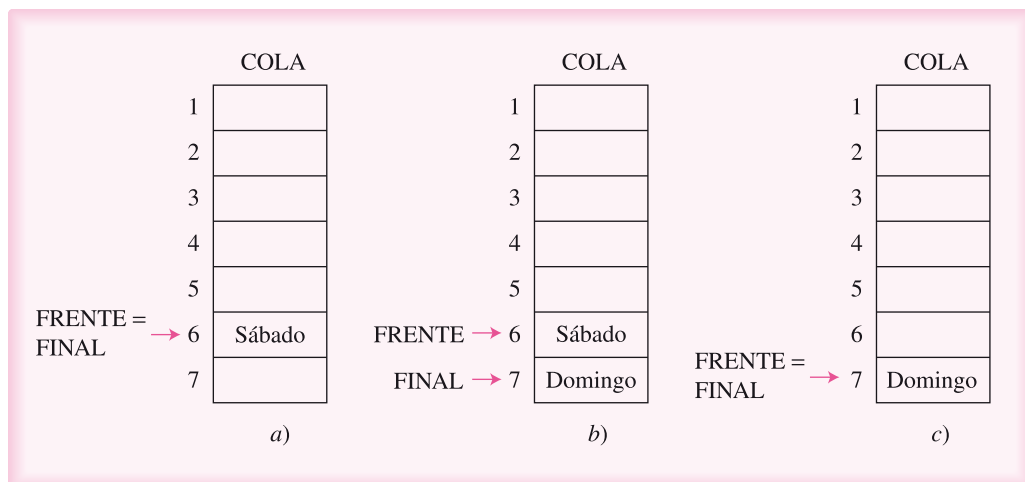 COLA
1
2
3
4
5
FRENTE =
FINAL
6 Sábado
7
a)
COLA
1
2
3
4
5
FRENTE 6 Sábado
FINAL 7 Domingo
b)
COLA
1
2
3
4
5
6
FRENTE =
FINAL
7 Domingo
c)